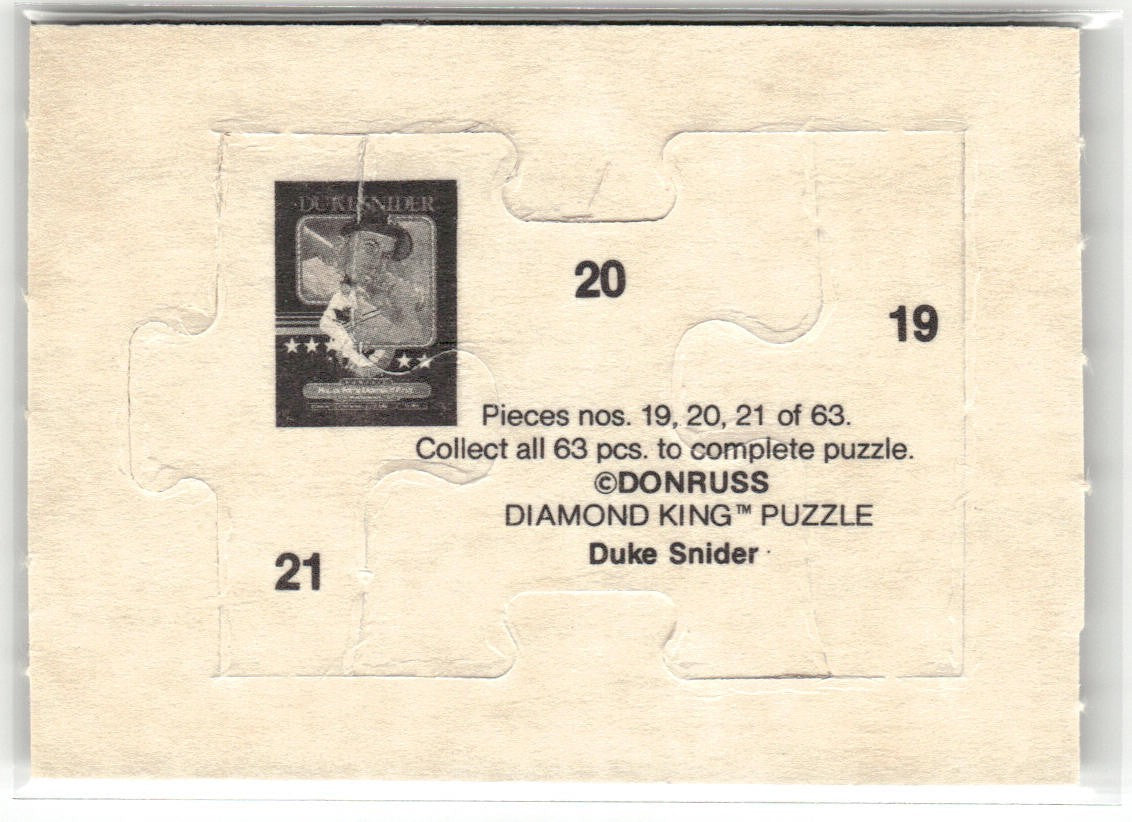 DUKE SNIDER
20
19
Pieces nos. 19, 20, 21 of 63.
Collect all 63 pcs. to complete puzzle.
©DONRUSS
DIAMOND KING™ PUZZLE
Duke Snider
21